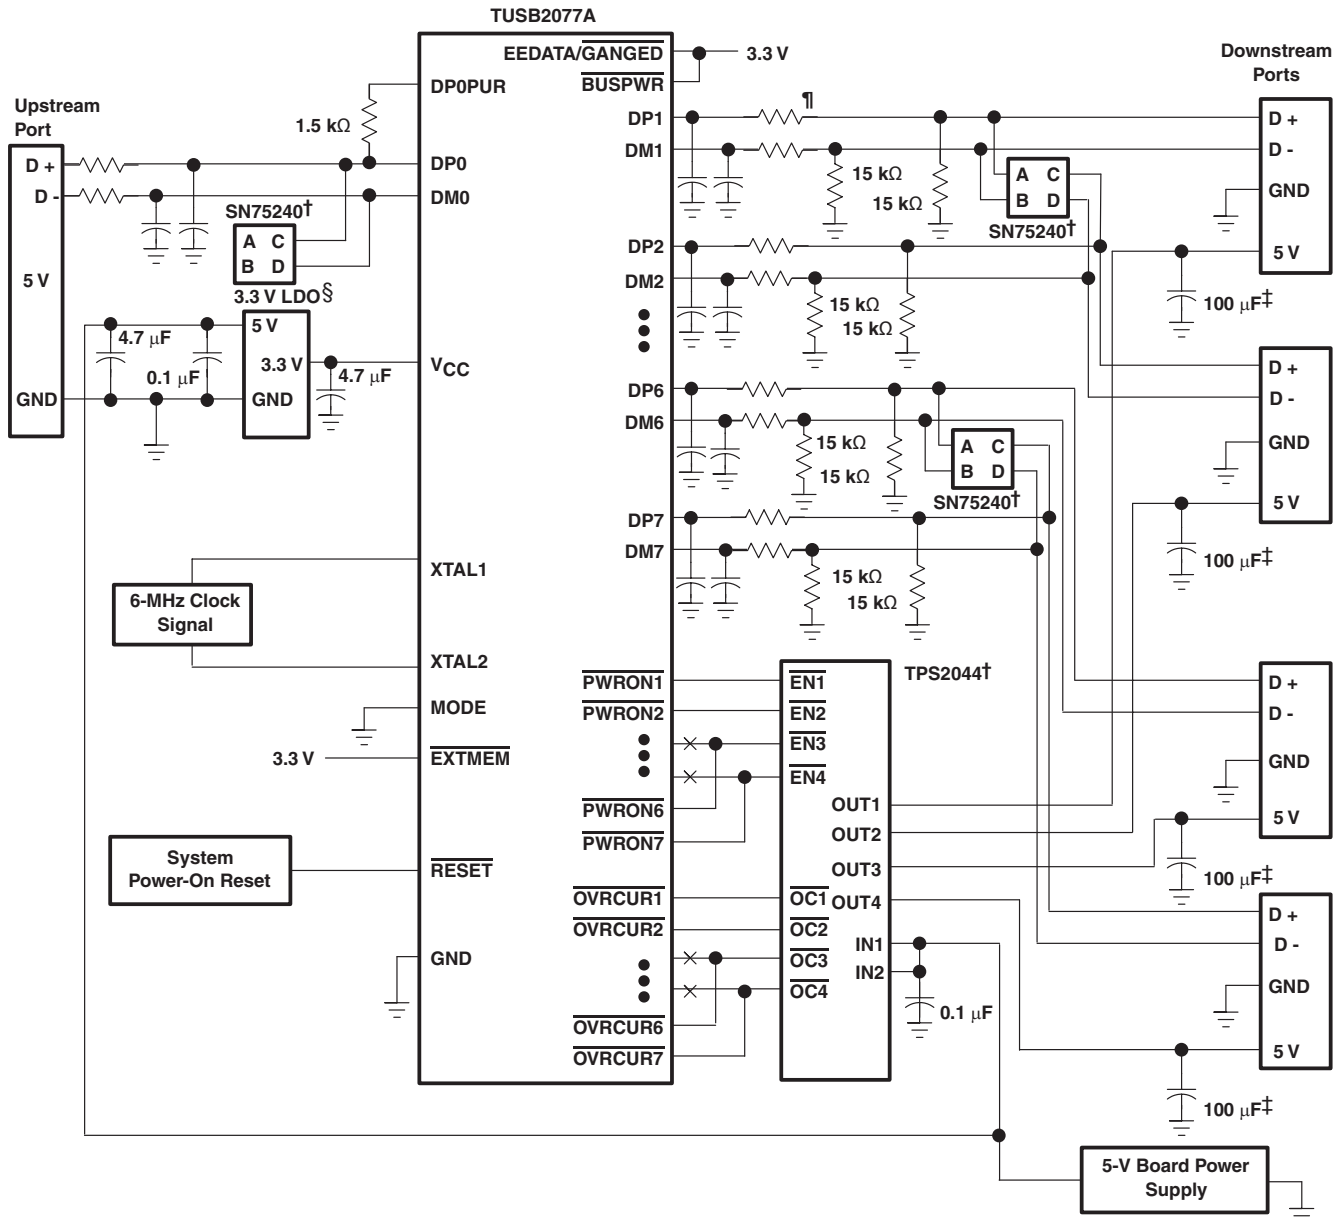 TUSB2077A
EEDATA/GANGED
3.3 V
BUSPWR
Downstream
Ports
Upstream
Port
DP0PUR
1.5 kΩ
D +
D -
5 V
GND
DP0
DM0
SN75240†
A C
B D
3.3 V LDO§
5 V
3.3 V
GND
4.7 μF
0.1 μF
4.7 μF
VCC
XTAL1
6-MHz Clock
Signal
XTAL2
MODE
3.3 V
EXTMEM
System
Power-On Reset
RESET
GND
DP1
¶
DM1
15 kΩ
15 kΩ
A C
B D
SN75240†
DP2
DM2
15 kΩ
15 kΩ
DP6
DM6
15 kΩ
15 kΩ
A C
B D
SN75240†
DP7
DM7
15 kΩ
15 kΩ
D +
D -
GND
5 V
100 μF‡
D +
D -
GND
5 V
100 μF‡
D +
D -
GND
5 V
100 μF‡
D +
D -
GND
5 V
100 μF‡
PWRON1
PWRON2
PWRON6
PWRON7
OVRCUR1
OVRCUR2
OVRCUR6
OVRCUR7
TPS2044†
EN1
EN2
EN3
EN4
OUT1
OUT2
OUT3
OC1 OUT4
OC2
IN1
OC3
IN2
OC4
0.1 μF
5-V Board Power
Supply